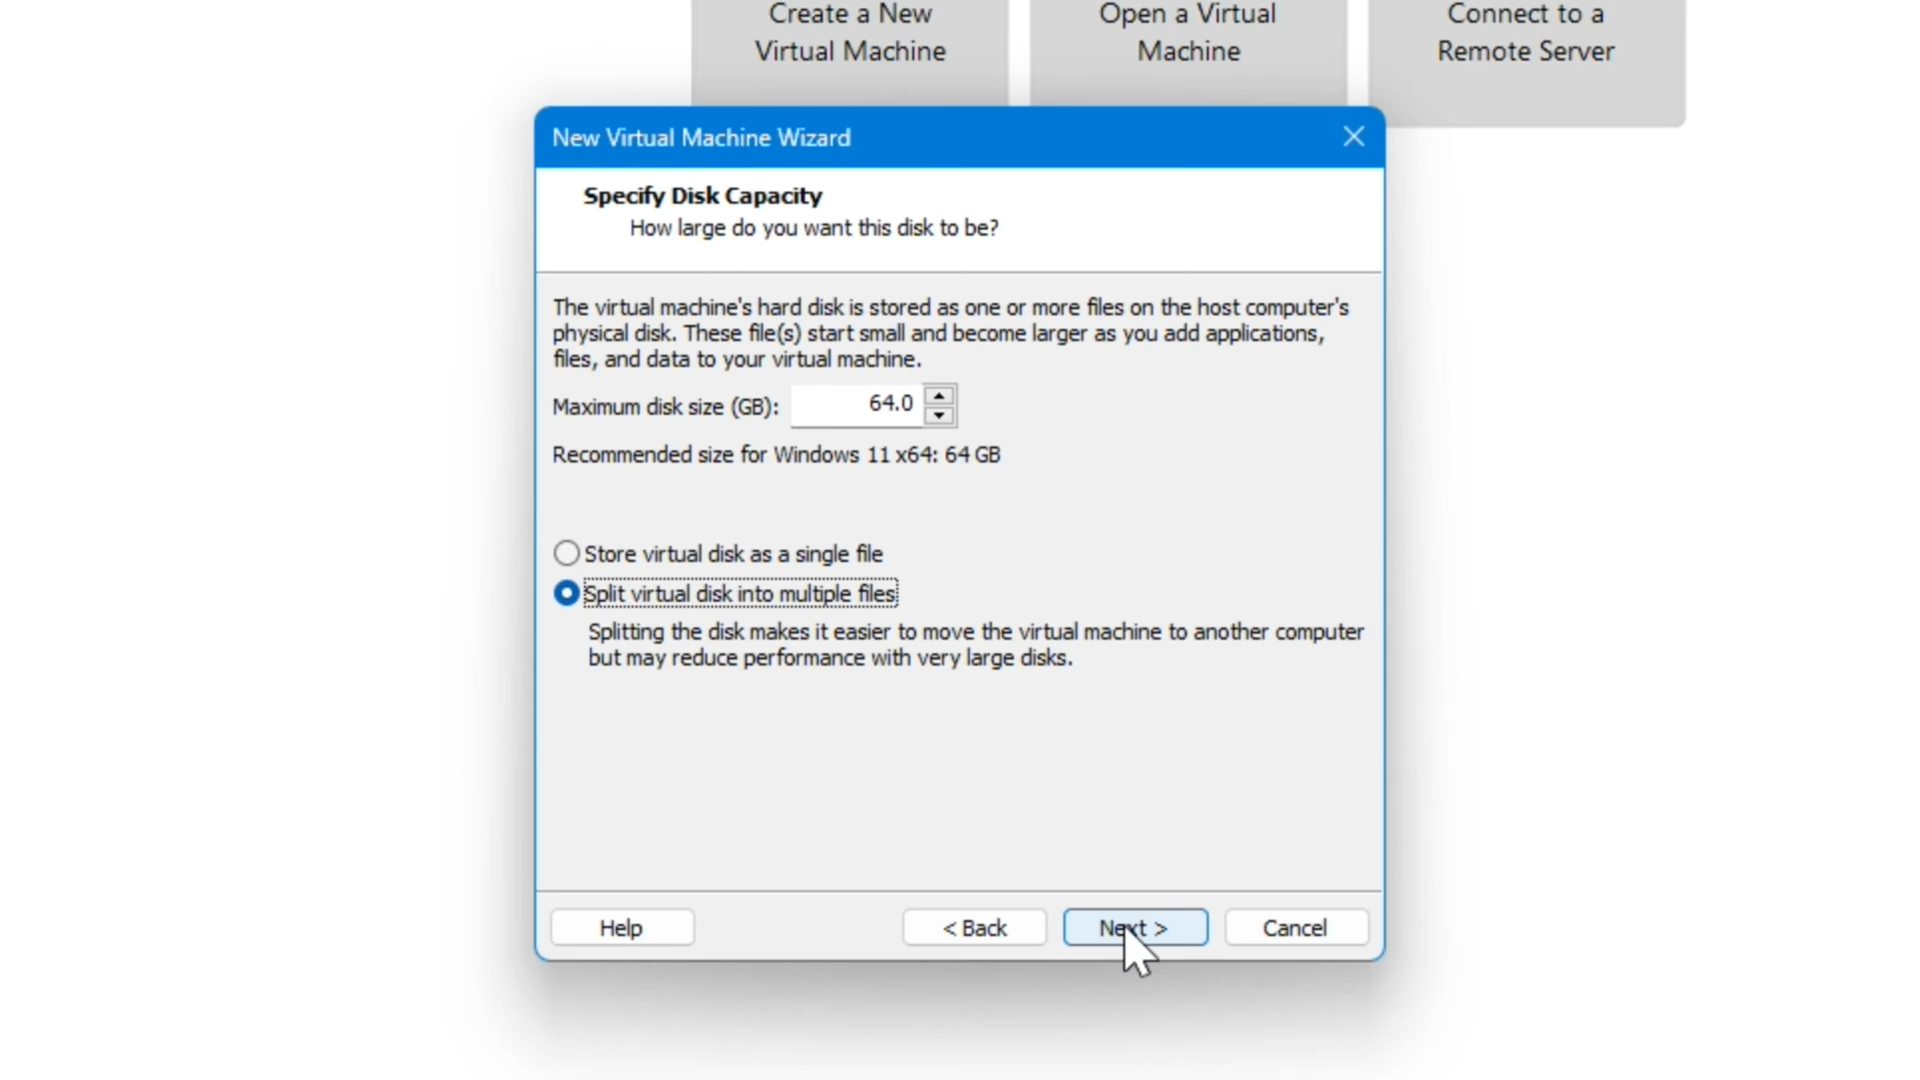 Create a New
Virtual Machine
Open a Virtual
Machine
Connect to a
Remote Server
New Virtual Machine Wizard
Specify Disk Capacity
How large do you want this disk to be?
The virtual machine's hard disk is stored as one or more files on the host computer's
physical disk. These file(s) start small and become larger as you add applications,
files, and data to your virtual machine.
Maximum disk size (GB): 64.0
Recommended size for Windows 11 x64: 64 GB
Store virtual disk as a single file
Split virtual disk into multiple files
Splitting the disk makes it easier to move the virtual machine to another computer
but may reduce performance with very large disks.
Help < Back Next > Cancel